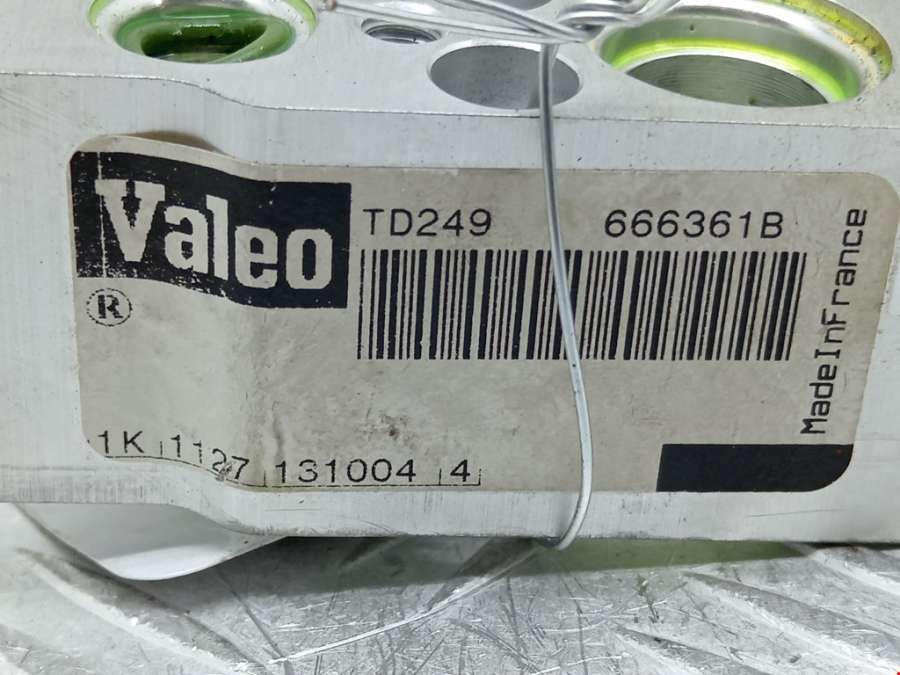 Valeo
®
TD249 666361B
MadeInFrance
1K 1127 131004 4